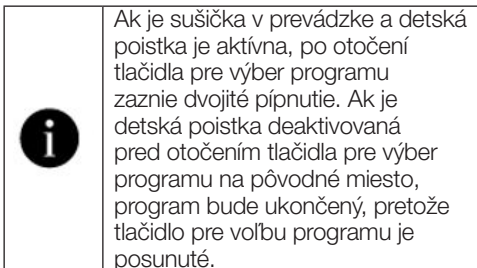 Ak je sušička v prevádzke a detská
poistka je aktívna, po otočení
tlačidla pre výber programu
zaznie dvojité pípnutie. Ak je
detská poistka deaktivovaná
pred otočením tlačidla pre výber
programu na pôvodné miesto,
program bude ukončený, pretože
tlačidlo pre voľbu programu je
posunuté.